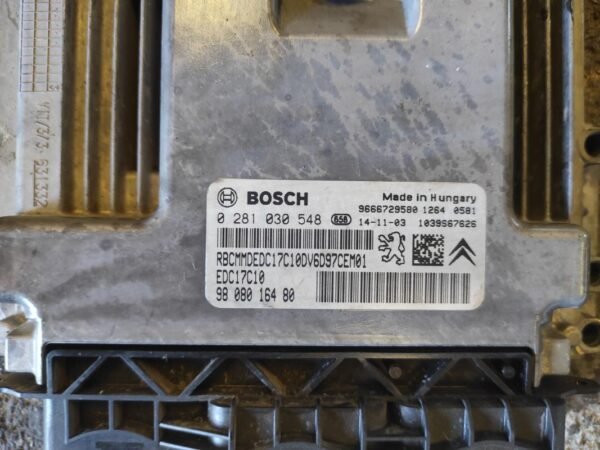 BOSCH
Made in Hungary
9666729580 1264 0581
0 281 030 548 656 14-11-03 1039S67626
RBCMMDEDC17C10DV6D97CEM01
EDC17C10
98 080 164 80